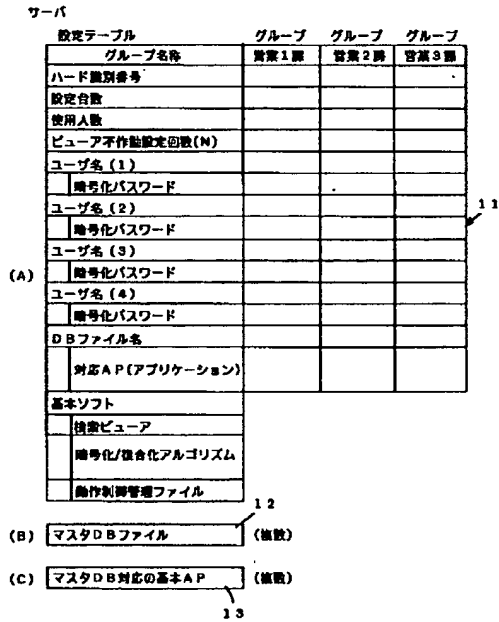 サーバ
設定テーブル グループ グループ グループ
グループ名称 営業1課 営業2課 営業3課
ハード識別番号
設定台数
使用人数
ビューア不作動設定回数(N)
ユーザ名(1)
暗号化パスワード
ユーザ名(2)
暗号化パスワード
11
ユーザ名(3)
(A) 暗号化パスワード
ユーザ名(4)
暗号化パスワード
DBファイル名
対応AP(アプリケーション)
基本ソフト
検索ビューア
暗号化/復合化アルゴリズム
動作制御管理ファイル
12
(B) マスタDBファイル (複数)
(C) マスタDB対応の基本AP (複数)
13